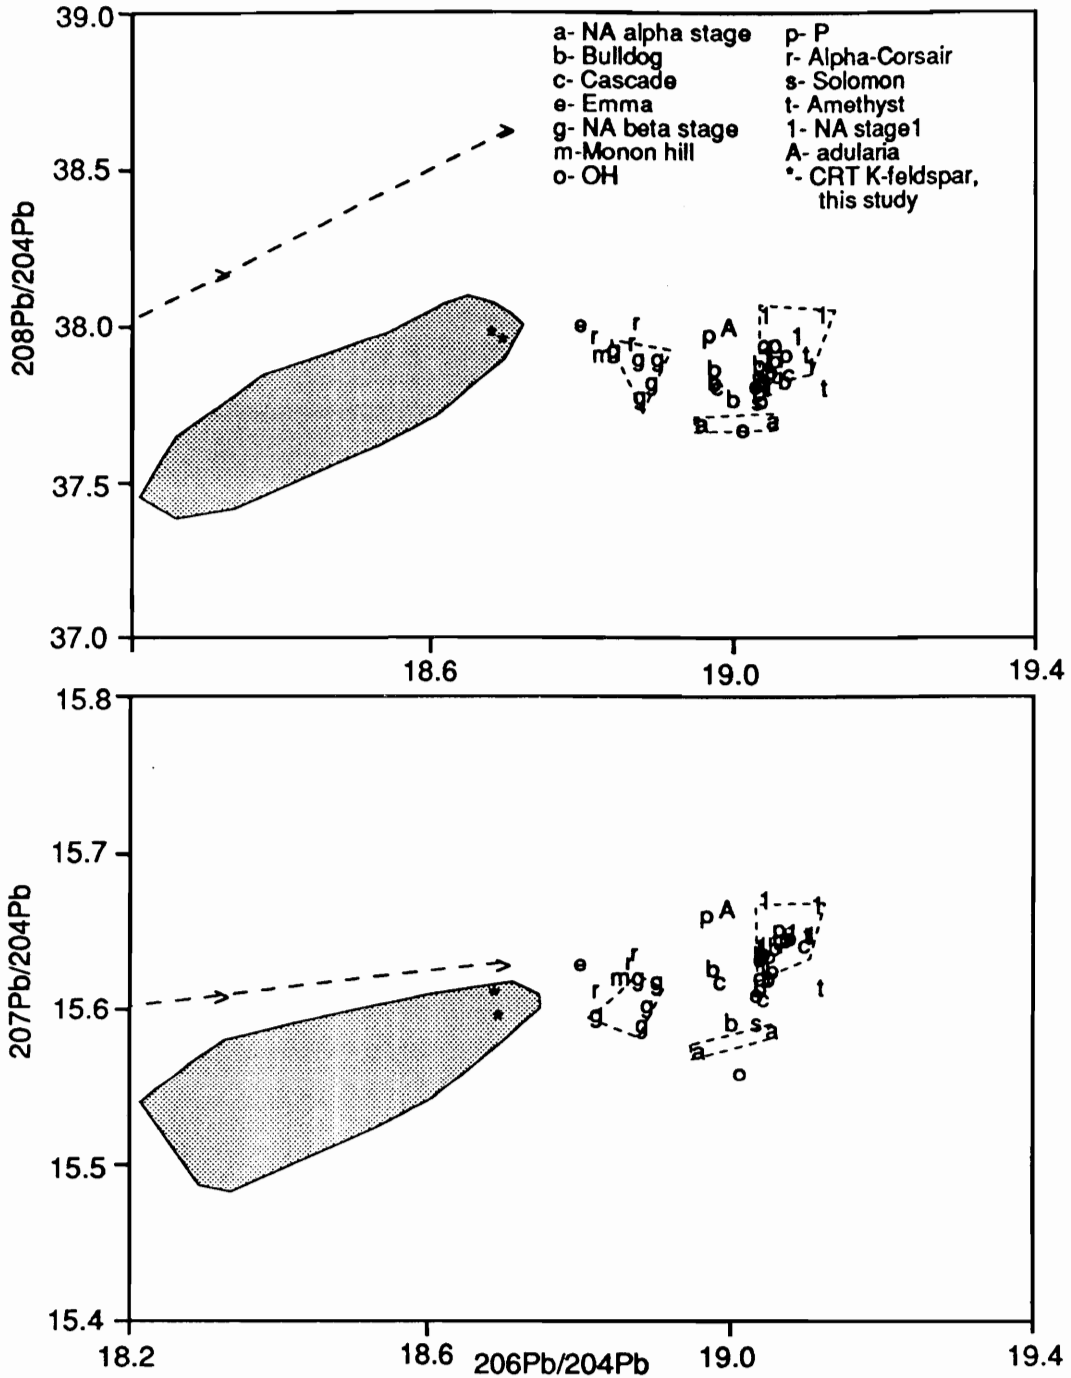 39.0
a- NA alpha stage p- P
b- Bulldog r- Alpha-Corsair
c- Cascade s- Solomon
e- Emma t- Amethyst
g- NA beta stage 1- NA stage1
m-Monon hill A- adularia
o- OH *- CRT K-feldspar,
this study
38.5
208Pb/204Pb
38.0
37.5
37.0
18.6 19.0 19.4
15.8
15.7
207Pb/204Pb
15.6
15.5
15.4
18.2 18.6 19.0 19.4
206Pb/204Pb